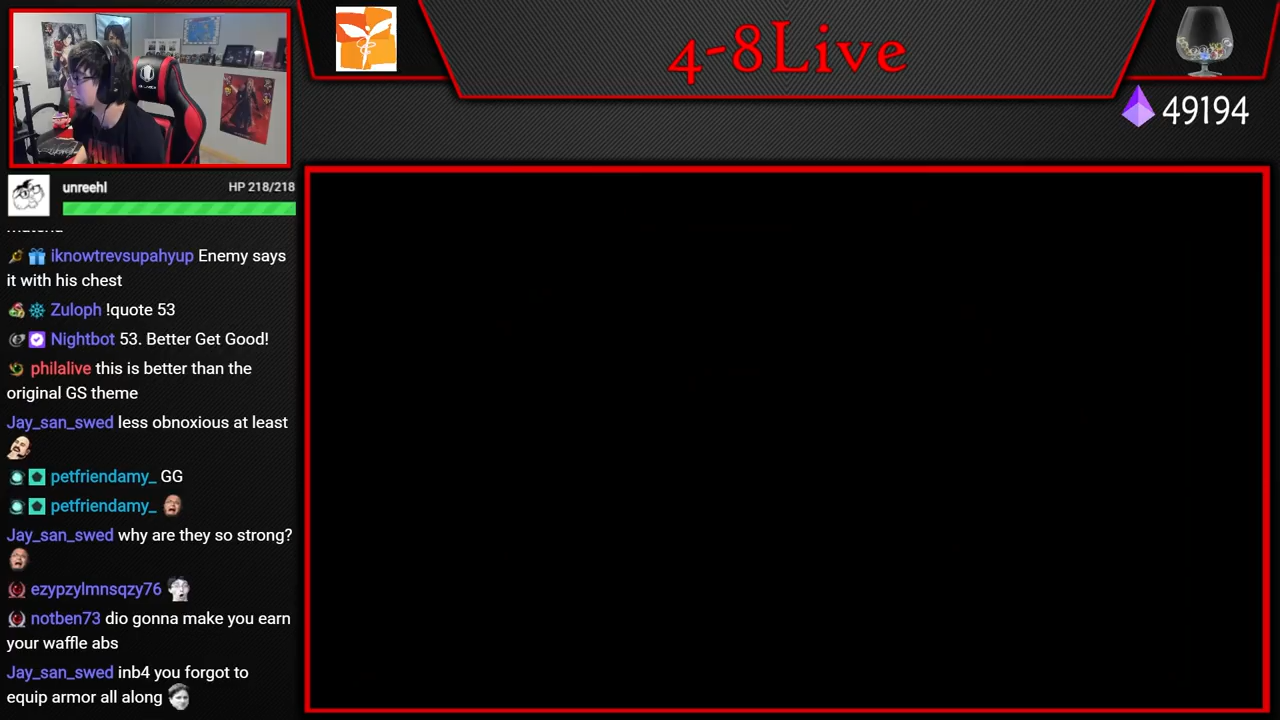 4-8Live
49194
unreehl HP 218/218
iknowtrevsupahyup Enemy says
it with his chest
Zuloph !quote 53
Nightbot 53. Better Get Good!
philalive this is better than the
original GS theme
Jay_san_swed less obnoxious at least
petfriendamy_ GG
petfriendamy_
Jay_san_swed why are they so strong?
ezypzylmnsqzy76
notben73 dio gonna make you earn
your waffle abs
Jay_san_swed inb4 you forgot to
equip armor all along